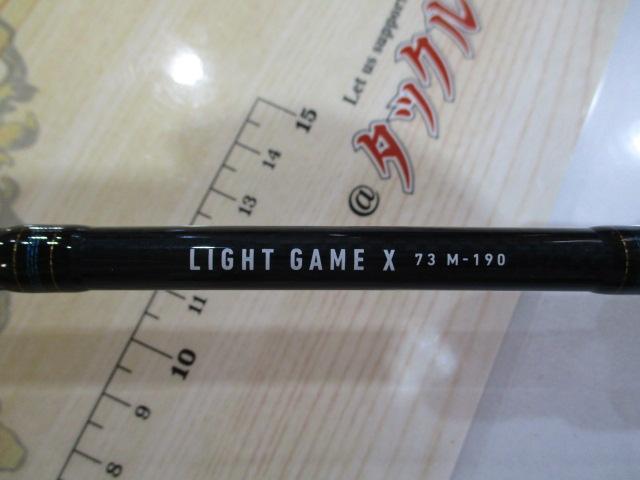 Let us support
@タックル
15
14
13
LIGHT GAME X 73 M-190
11
10
9
8